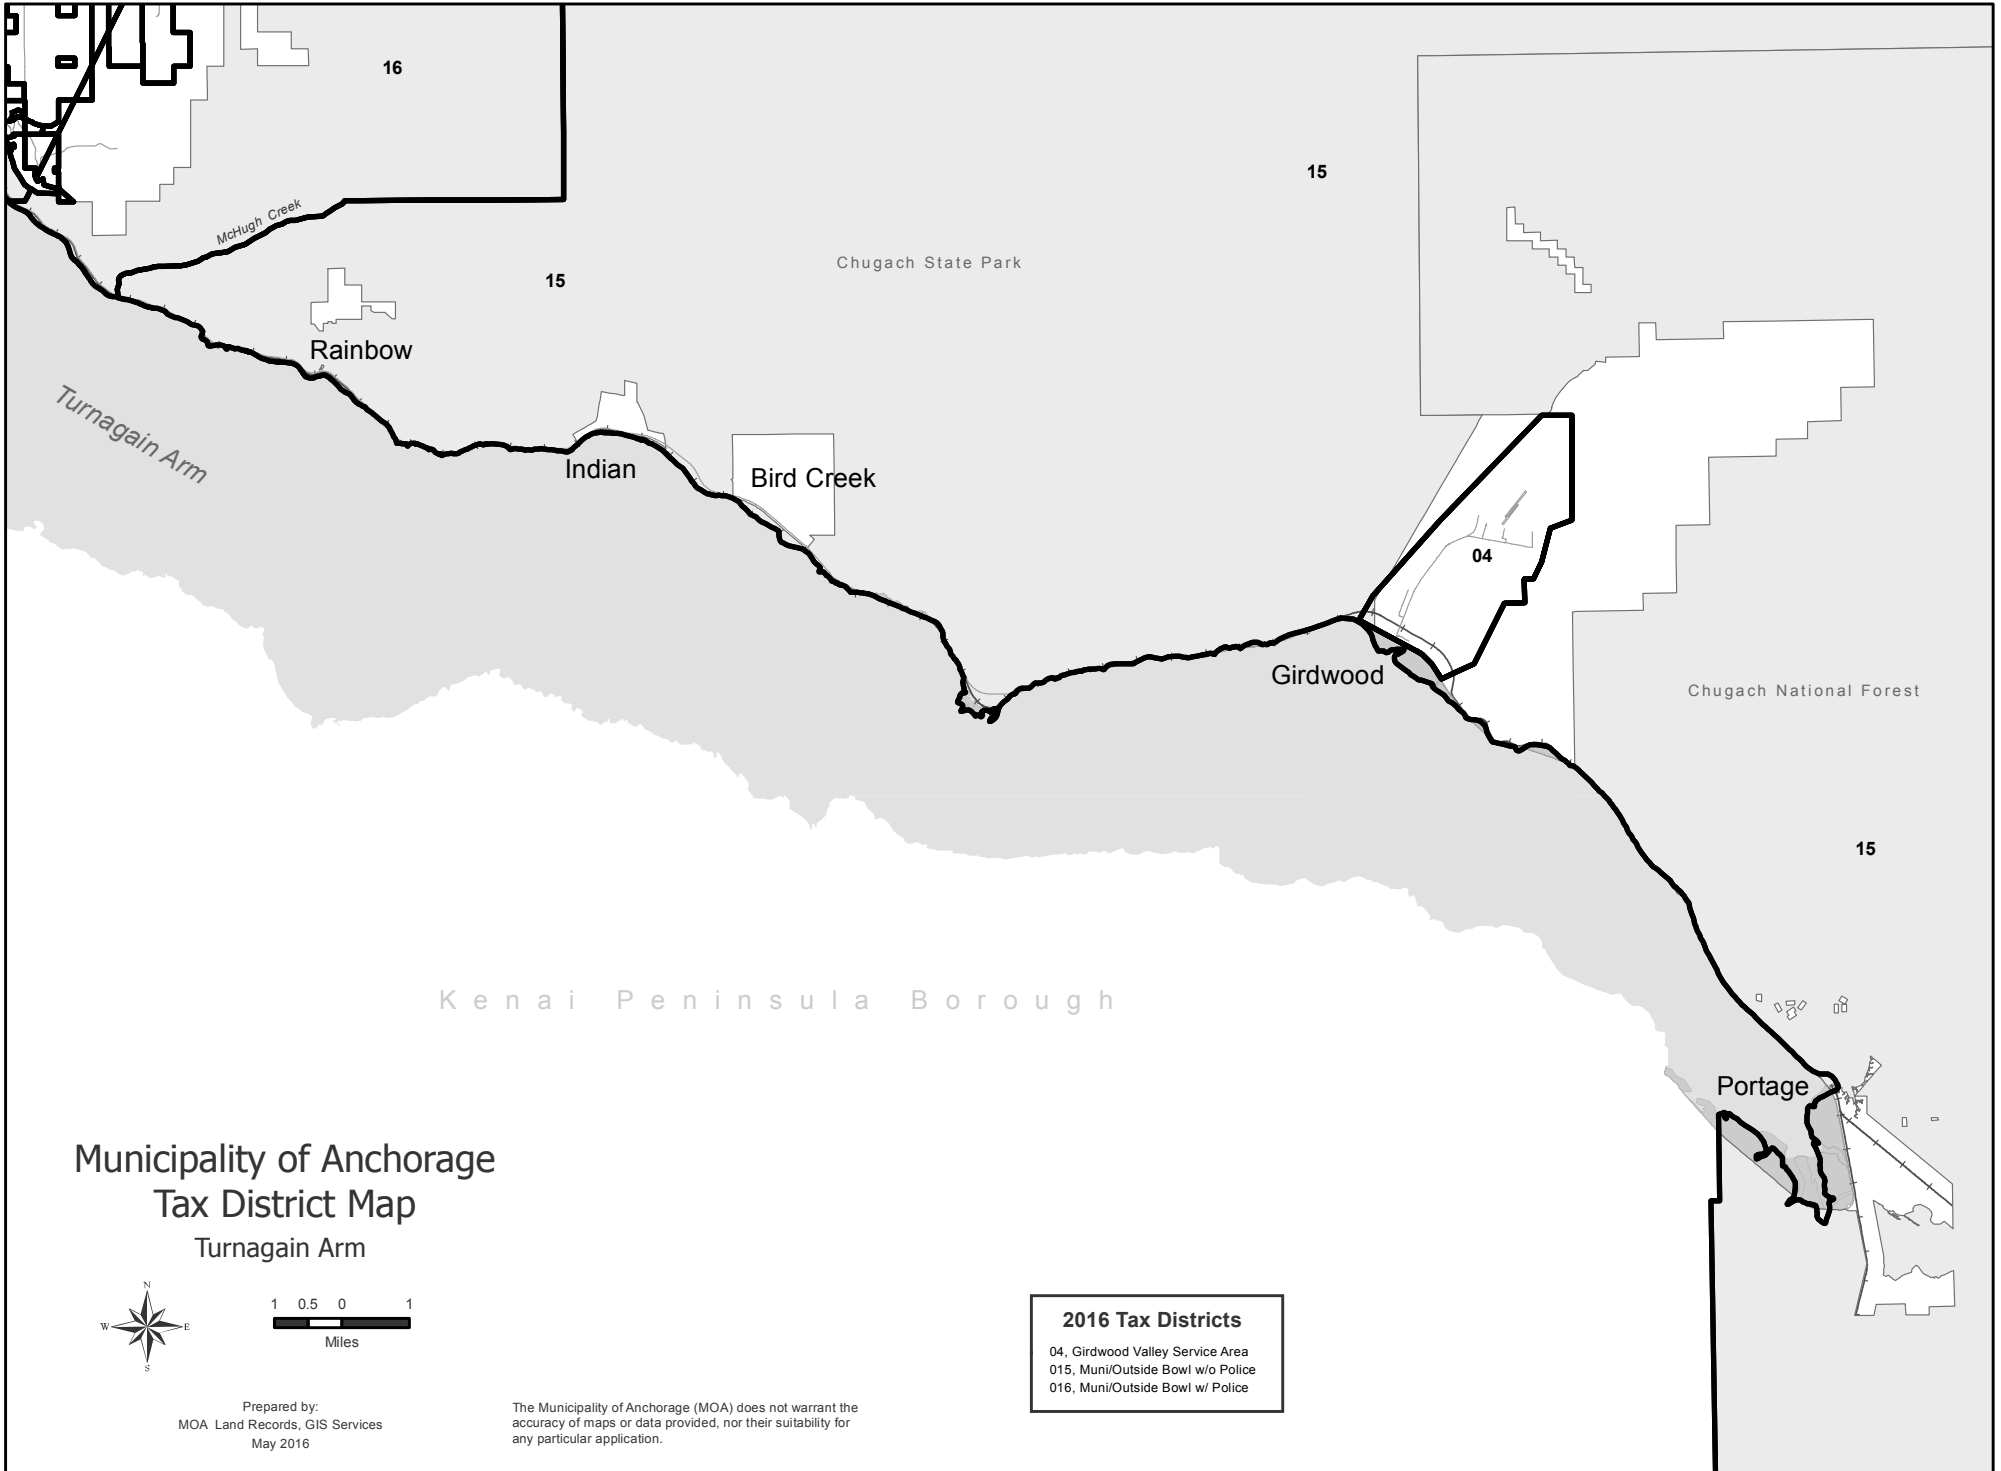 16
15
McHugh Creek
Chugach State Park
15
Rainbow
Turnagain Arm
Indian
Bird Creek
04
Girdwood
Chugach National Forest
15
Kenai Peninsula Borough
Portage
Municipality of Anchorage
Tax District Map
Turnagain Arm
N
W E
S
1 0.5 0 1
Miles
Prepared by:
MOA Land Records, GIS Services
May 2016
The Municipality of Anchorage (MOA) does not warrant the
accuracy of maps or data provided, nor their suitability for
any particular application.
2016 Tax Districts
04, Girdwood Valley Service Area
015, Muni/Outside Bowl w/o Police
016, Muni/Outside Bowl w/ Police